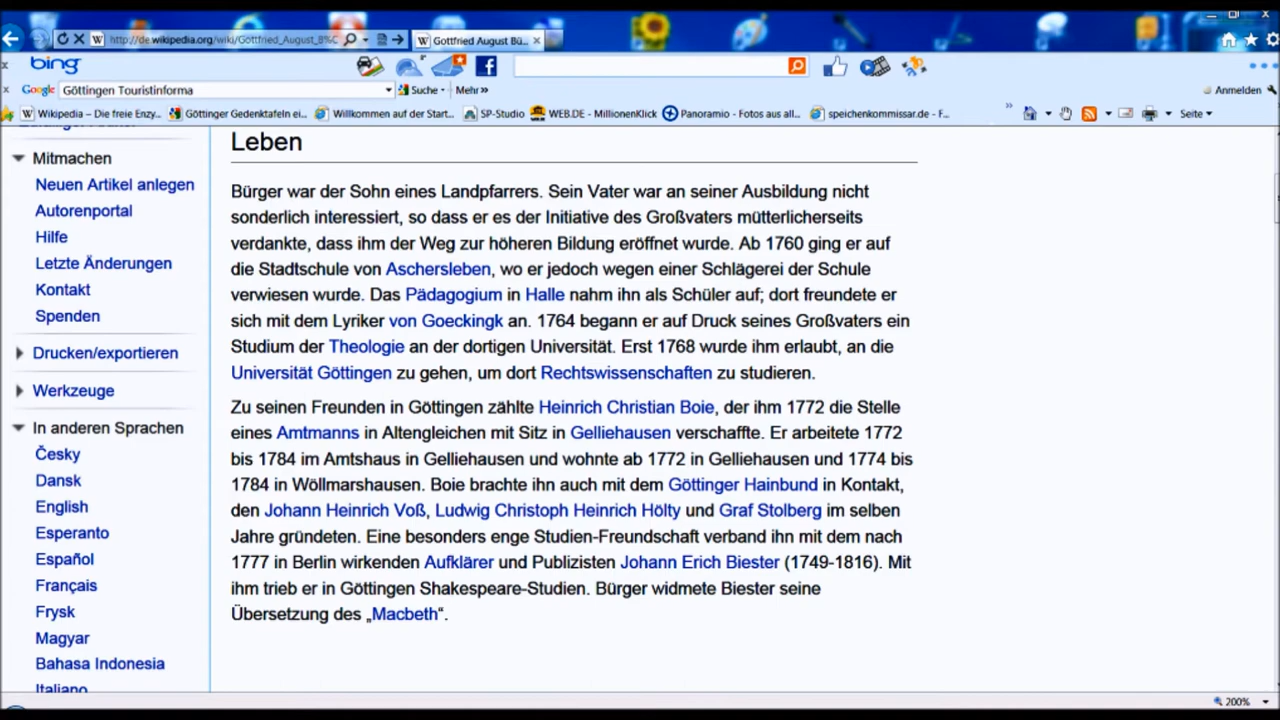 http://de.wikipedia.org/wiki/Gottfried_August_B%C
Gottfried August Bü...
bing
Google
Göttingen Touristinforma
Suche
Mehr »
Anmelden
Wikipedia – Die freie Enzy...
Göttinger Gedenktafeln ei...
Willkommen auf der Start...
SP-Studio
WEB.DE - MillionenKlick
Panoramio - Fotos aus all...
speichenkommissar.de - F...
Seite
Mitmachen
Neuen Artikel anlegen
Autorenportal
Hilfe
Letzte Änderungen
Kontakt
Spenden
Drucken/exportieren
Werkzeuge
In anderen Sprachen
Česky
Dansk
English
Esperanto
Español
Français
Frysk
Magyar
Bahasa Indonesia
Italiano
Leben
Bürger war der Sohn eines Landpfarrers. Sein Vater war an seiner Ausbildung nicht
sonderlich interessiert, so dass er es der Initiative des Großvaters mütterlicherseits
verdankte, dass ihm der Weg zur höheren Bildung eröffnet wurde. Ab 1760 ging er auf
die Stadtschule von Aschersleben, wo er jedoch wegen einer Schlägerei der Schule
verwiesen wurde. Das Pädagogium in Halle nahm ihn als Schüler auf; dort freundete er
sich mit dem Lyriker von Goeckingk an. 1764 begann er auf Druck seines Großvaters ein
Studium der Theologie an der dortigen Universität. Erst 1768 wurde ihm erlaubt, an die
Universität Göttingen zu gehen, um dort Rechtswissenschaften zu studieren.
Zu seinen Freunden in Göttingen zählte Heinrich Christian Boie, der ihm 1772 die Stelle
eines Amtmanns in Altengleichen mit Sitz in Gelliehausen verschaffte. Er arbeitete 1772
bis 1784 im Amtshaus in Gelliehausen und wohnte ab 1772 in Gelliehausen und 1774 bis
1784 in Wöllmarshausen. Boie brachte ihn auch mit dem Göttinger Hainbund in Kontakt,
den Johann Heinrich Voß, Ludwig Christoph Heinrich Hölty und Graf Stolberg im selben
Jahre gründeten. Eine besonders enge Studien-Freundschaft verband ihn mit dem nach
1777 in Berlin wirkenden Aufklärer und Publizisten Johann Erich Biester (1749-1816). Mit
ihm trieb er in Göttingen Shakespeare-Studien. Bürger widmete Biester seine
Übersetzung des „Macbeth“.
200%